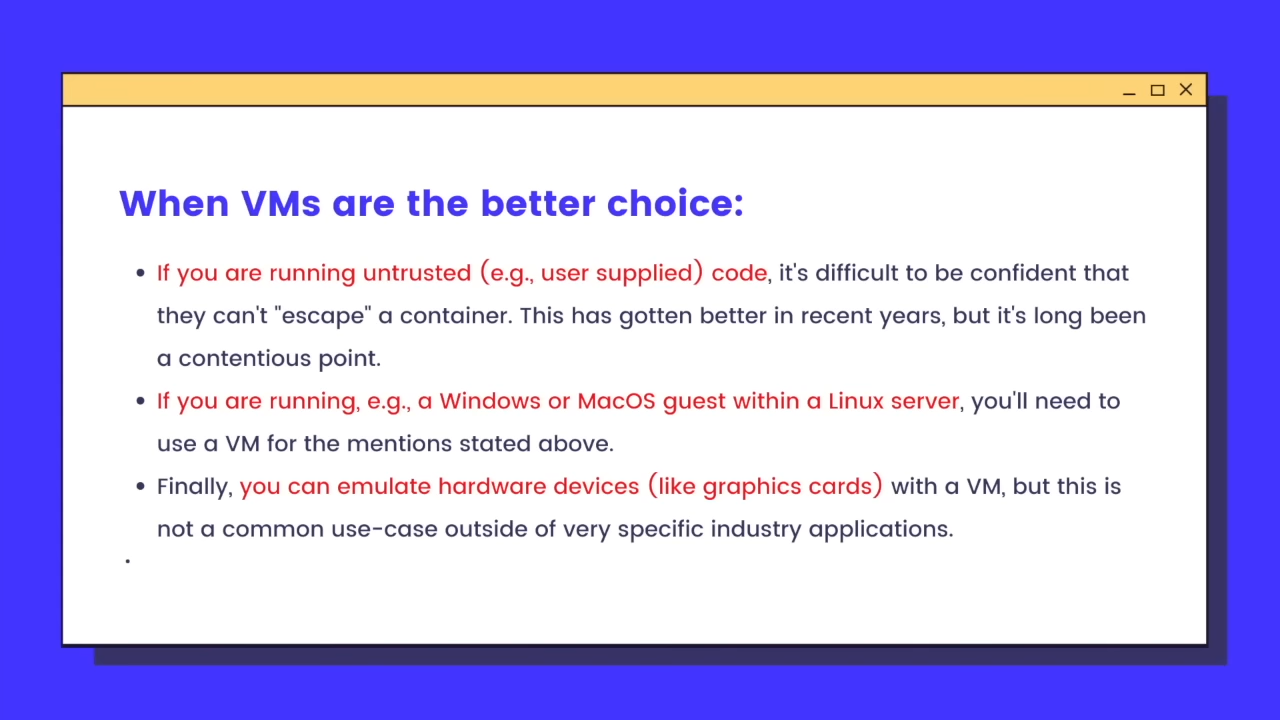 When VMs are the better choice:
• If you are running untrusted (e.g., user supplied) code, it's difficult to be confident that
they can't "escape" a container. This has gotten better in recent years, but it's long been
a contentious point.
• If you are running, e.g., a Windows or MacOS guest within a Linux server, you'll need to
use a VM for the mentions stated above.
• Finally, you can emulate hardware devices (like graphics cards) with a VM, but this is
not a common use-case outside of very specific industry applications.
.